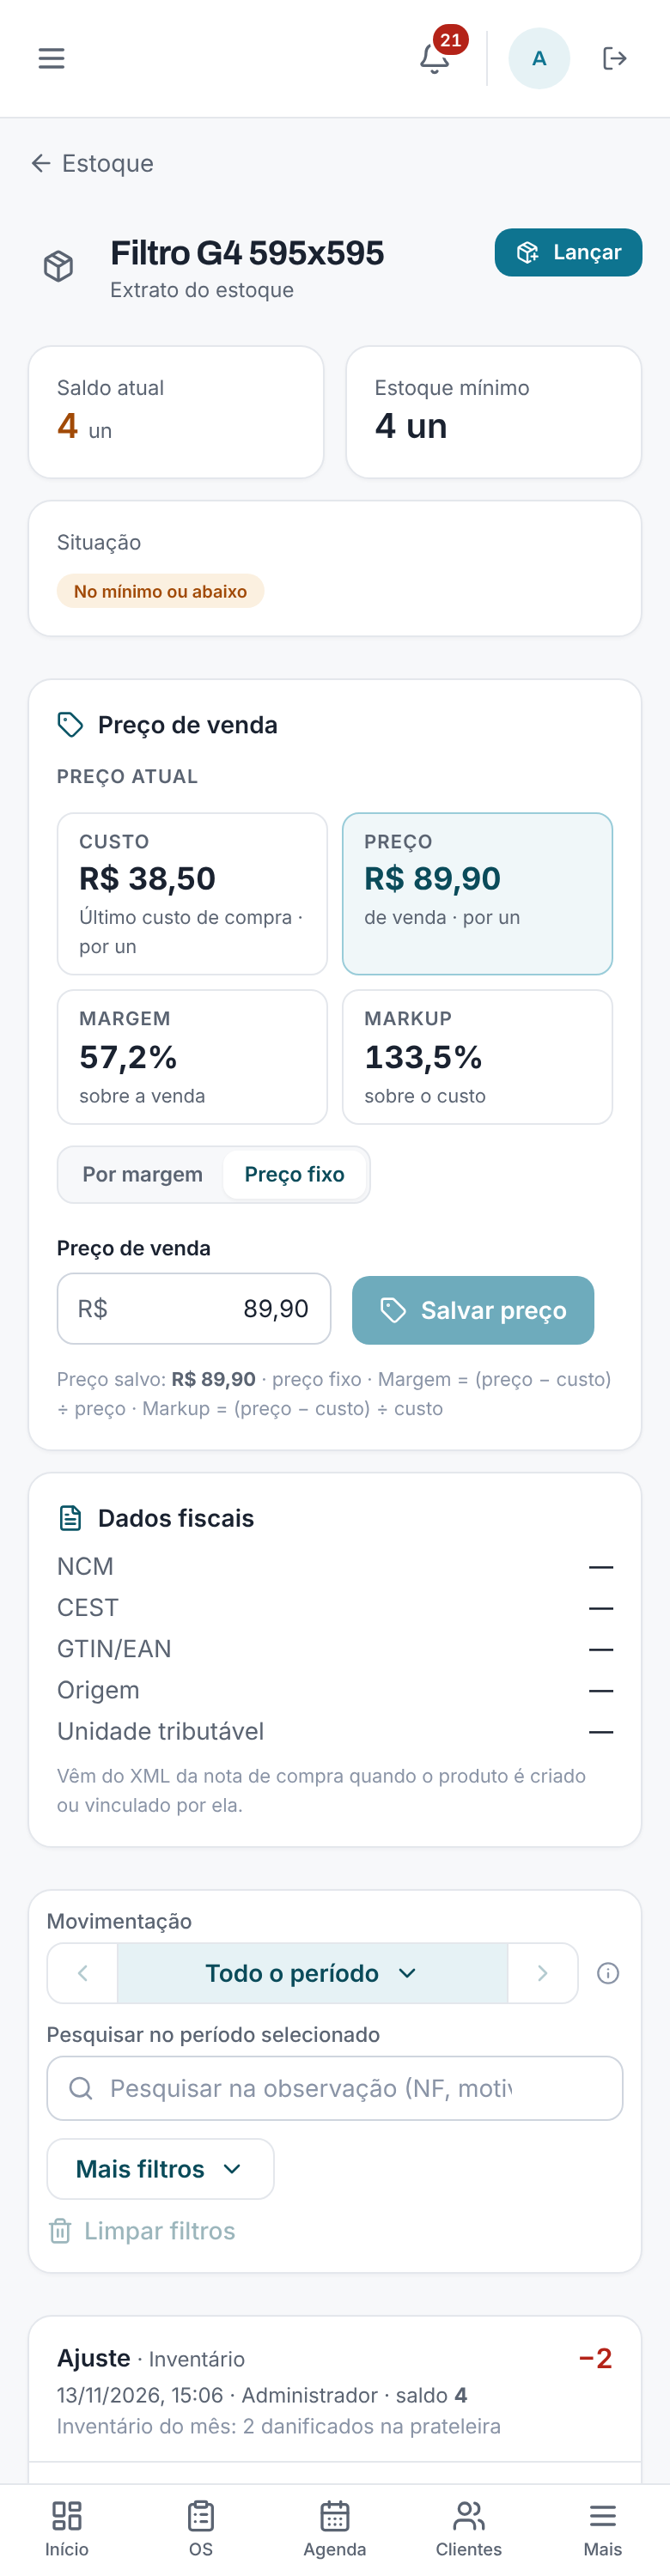 21
A
Estoque
Filtro G4 595x595
Extrato do estoque
Lançar
Saldo atual
4 un
Estoque mínimo
4 un
Situação
No mínimo ou abaixo
Preço de venda
PREÇO ATUAL
CUSTO
R$ 38,50
Último custo de compra ·
por un
PREÇO
R$ 89,90
de venda · por un
MARGEM
57,2%
sobre a venda
MARKUP
133,5%
sobre o custo
Por margem
Preço fixo
Preço de venda
R$ 89,90
Salvar preço
Preço salvo: R$ 89,90 · preço fixo · Margem = (preço − custo)
÷ preço · Markup = (preço − custo) ÷ custo
Dados fiscais
NCM —
CEST —
GTIN/EAN —
Origem —
Unidade tributável —
Vêm do XML da nota de compra quando o produto é criado
ou vinculado por ela.
Movimentação
Todo o período
Pesquisar no período selecionado
Pesquisar na observação (NF, motiv
Mais filtros
Limpar filtros
Ajuste · Inventário −2
13/11/2026, 15:06 · Administrador · saldo 4
Inventário do mês: 2 danificados na prateleira
Início
OS
Agenda
Clientes
Mais